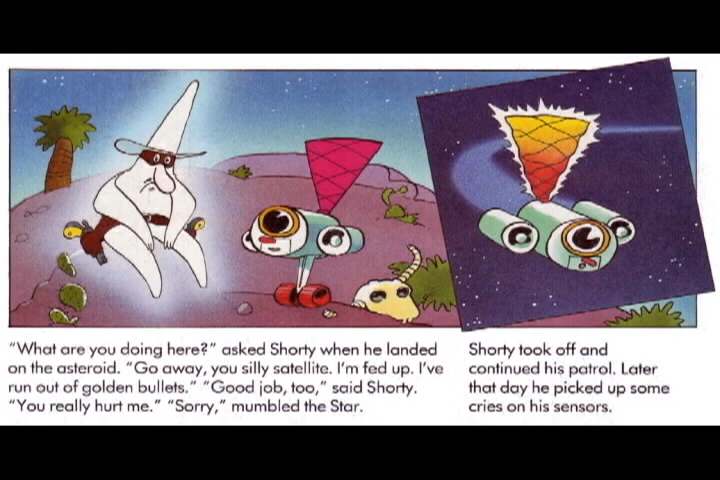 "What are you doing here?" asked Shorty when he landed
on the asteroid. "Go away, you silly satellite. I'm fed up. I've
run out of golden bullets." "Good job, too," said Shorty.
"You really hurt me." "Sorry," mumbled the Star.
Shorty took off and
continued his patrol. Later
that day he picked up some
cries on his sensors.